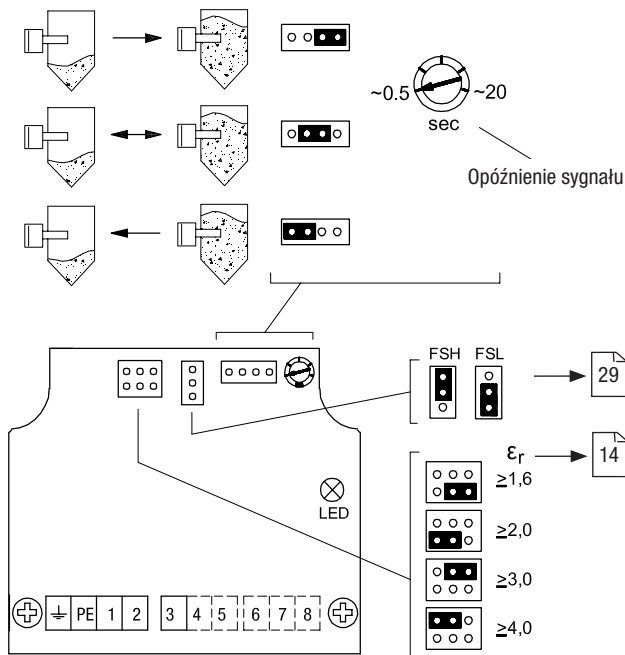 ~0.5
~20
sec
Opóźnienie sygnału
FSH FSL
29
εr
14
≥1,6
LED
≥2,0
≥3,0
≥4,0
PE 1 2 3 4 5 6 7 8